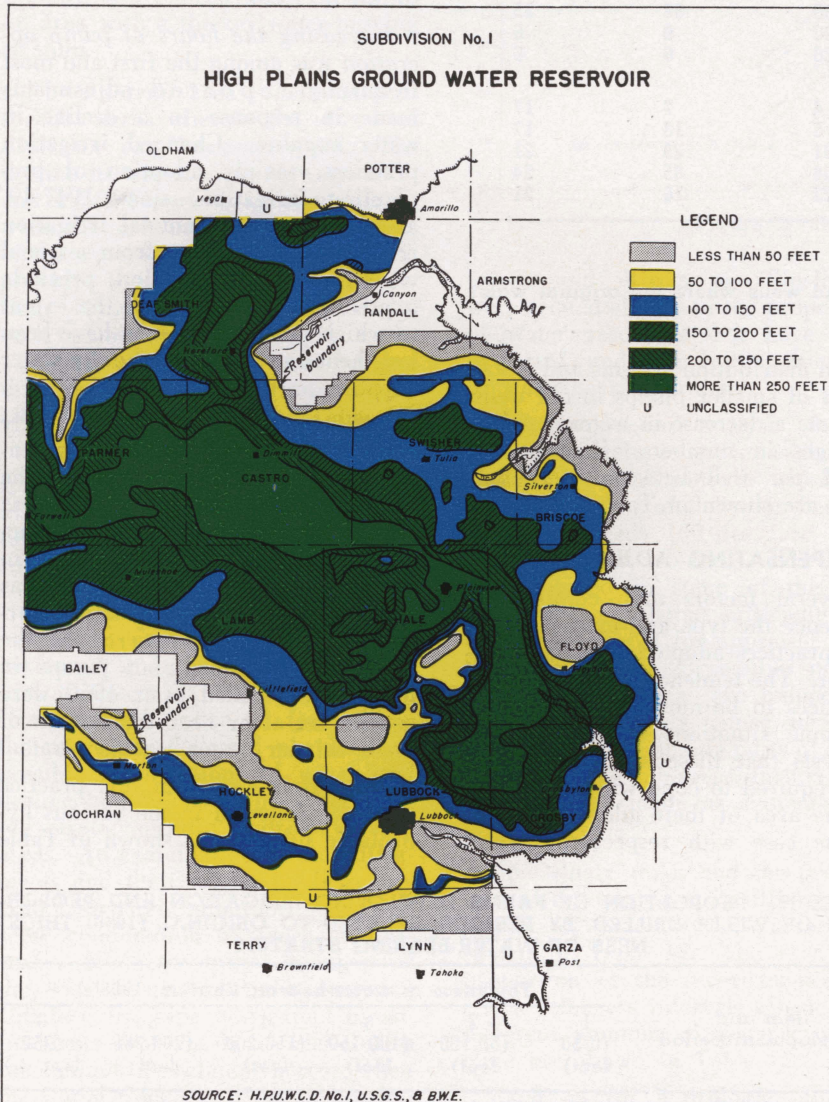 SUBDIVISION No. 1
HIGH PLAINS GROUND WATER RESERVOIR
OLDHAM
POTTER
Vega
U
Amarillo
LEGEND
LESS THAN 50 FEET
50 TO 100 FEET
100 TO 150 FEET
150 TO 200 FEET
200 TO 250 FEET
MORE THAN 250 FEET
U UNCLASSIFIED
ARMSTRONG
Canyon
RANDALL
DEAF SMITH
Hereford
Reservoir
boundary
PARMER
Dimmitt
CASTRO
SWISHER
Tulia
Silverton
BRISCOE
Farwell
Plainview
LAMB
HALE
FLOYD
BAILEY
Littlefield
Reservoir
boundary
Morton
HOCKLEY
Levelland
COCHRAN
LUBBOCK
Lubbock
CROSBY
U
U
TERRY
Brownfield
LYNN
Tahoka
U
GARZA
Post
SOURCE: H.P.U.W.C.D. No. 1, U.S.G.S., & B.W.E.